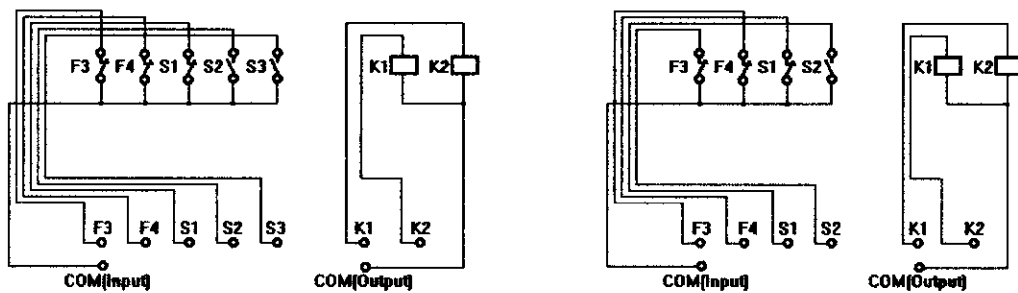 F3 F4 S1 S2 S3 K1 K2
F3 F4 S1 S2 S3 K1 K2
COM(Input) COM(Output)
F3 F4 S1 S2 K1 K2
F3 F4 S1 S2 K1 K2
COM(Input) COM(Output)